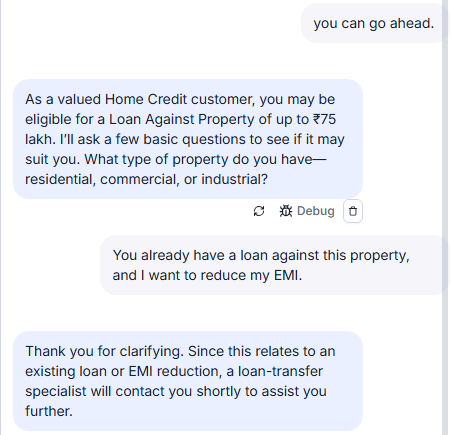 you can go ahead.
As a valued Home Credit customer, you may be
eligible for a Loan Against Property of up to ₹75
lakh. I'll ask a few basic questions to see if it may
suit you. What type of property do you have—
residential, commercial, or industrial?
Debug
You already have a loan against this property,
and I want to reduce my EMI.
Thank you for clarifying. Since this relates to an
existing loan or EMI reduction, a loan-transfer
specialist will contact you shortly to assist you
further.